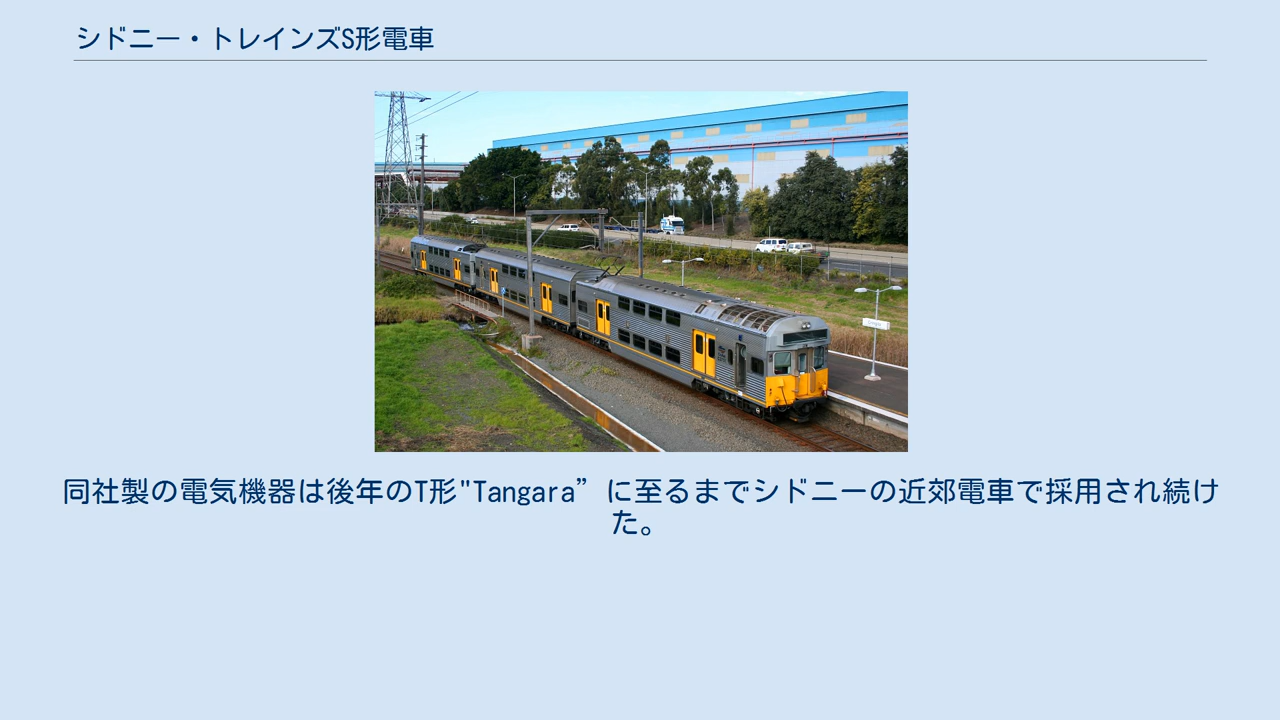 シドニー・トレインズS形電車
同社製の電気機器は後年のT形"Tangara”に至るまでシドニーの近郊電車で採用され続け
た。